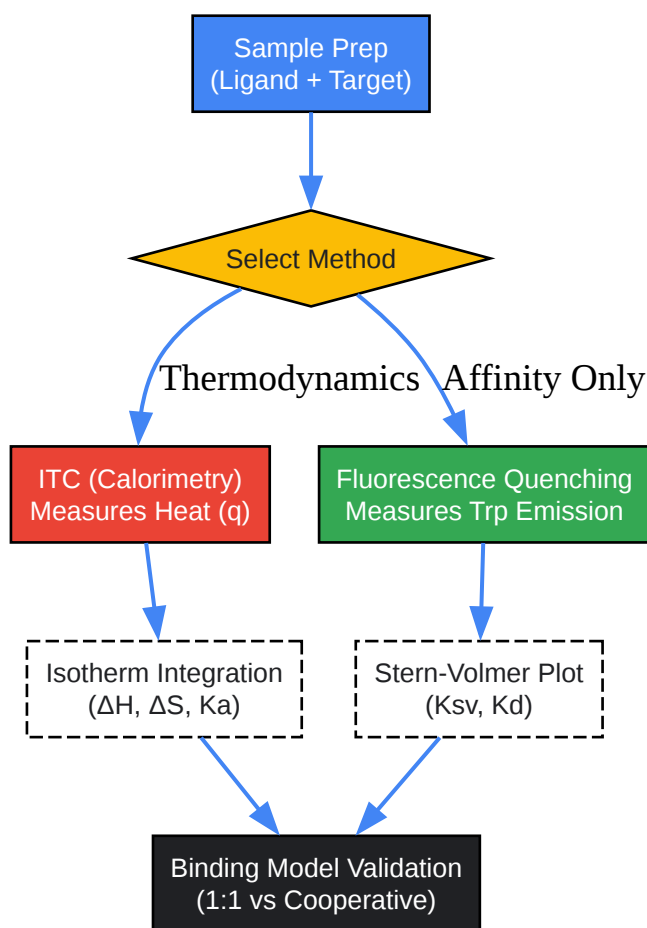 Sample Prep
(Ligand + Target)
Select Method
Thermodynamics
Affinity Only
ITC (Calorimetry)
Measures Heat (q)
Fluorescence Quenching
Measures Trp Emission
Isotherm Integration
(ΔH, ΔS, Ka)
Stern-Volmer Plot
(Ksv, Kd)
Binding Model Validation
(1:1 vs Cooperative)